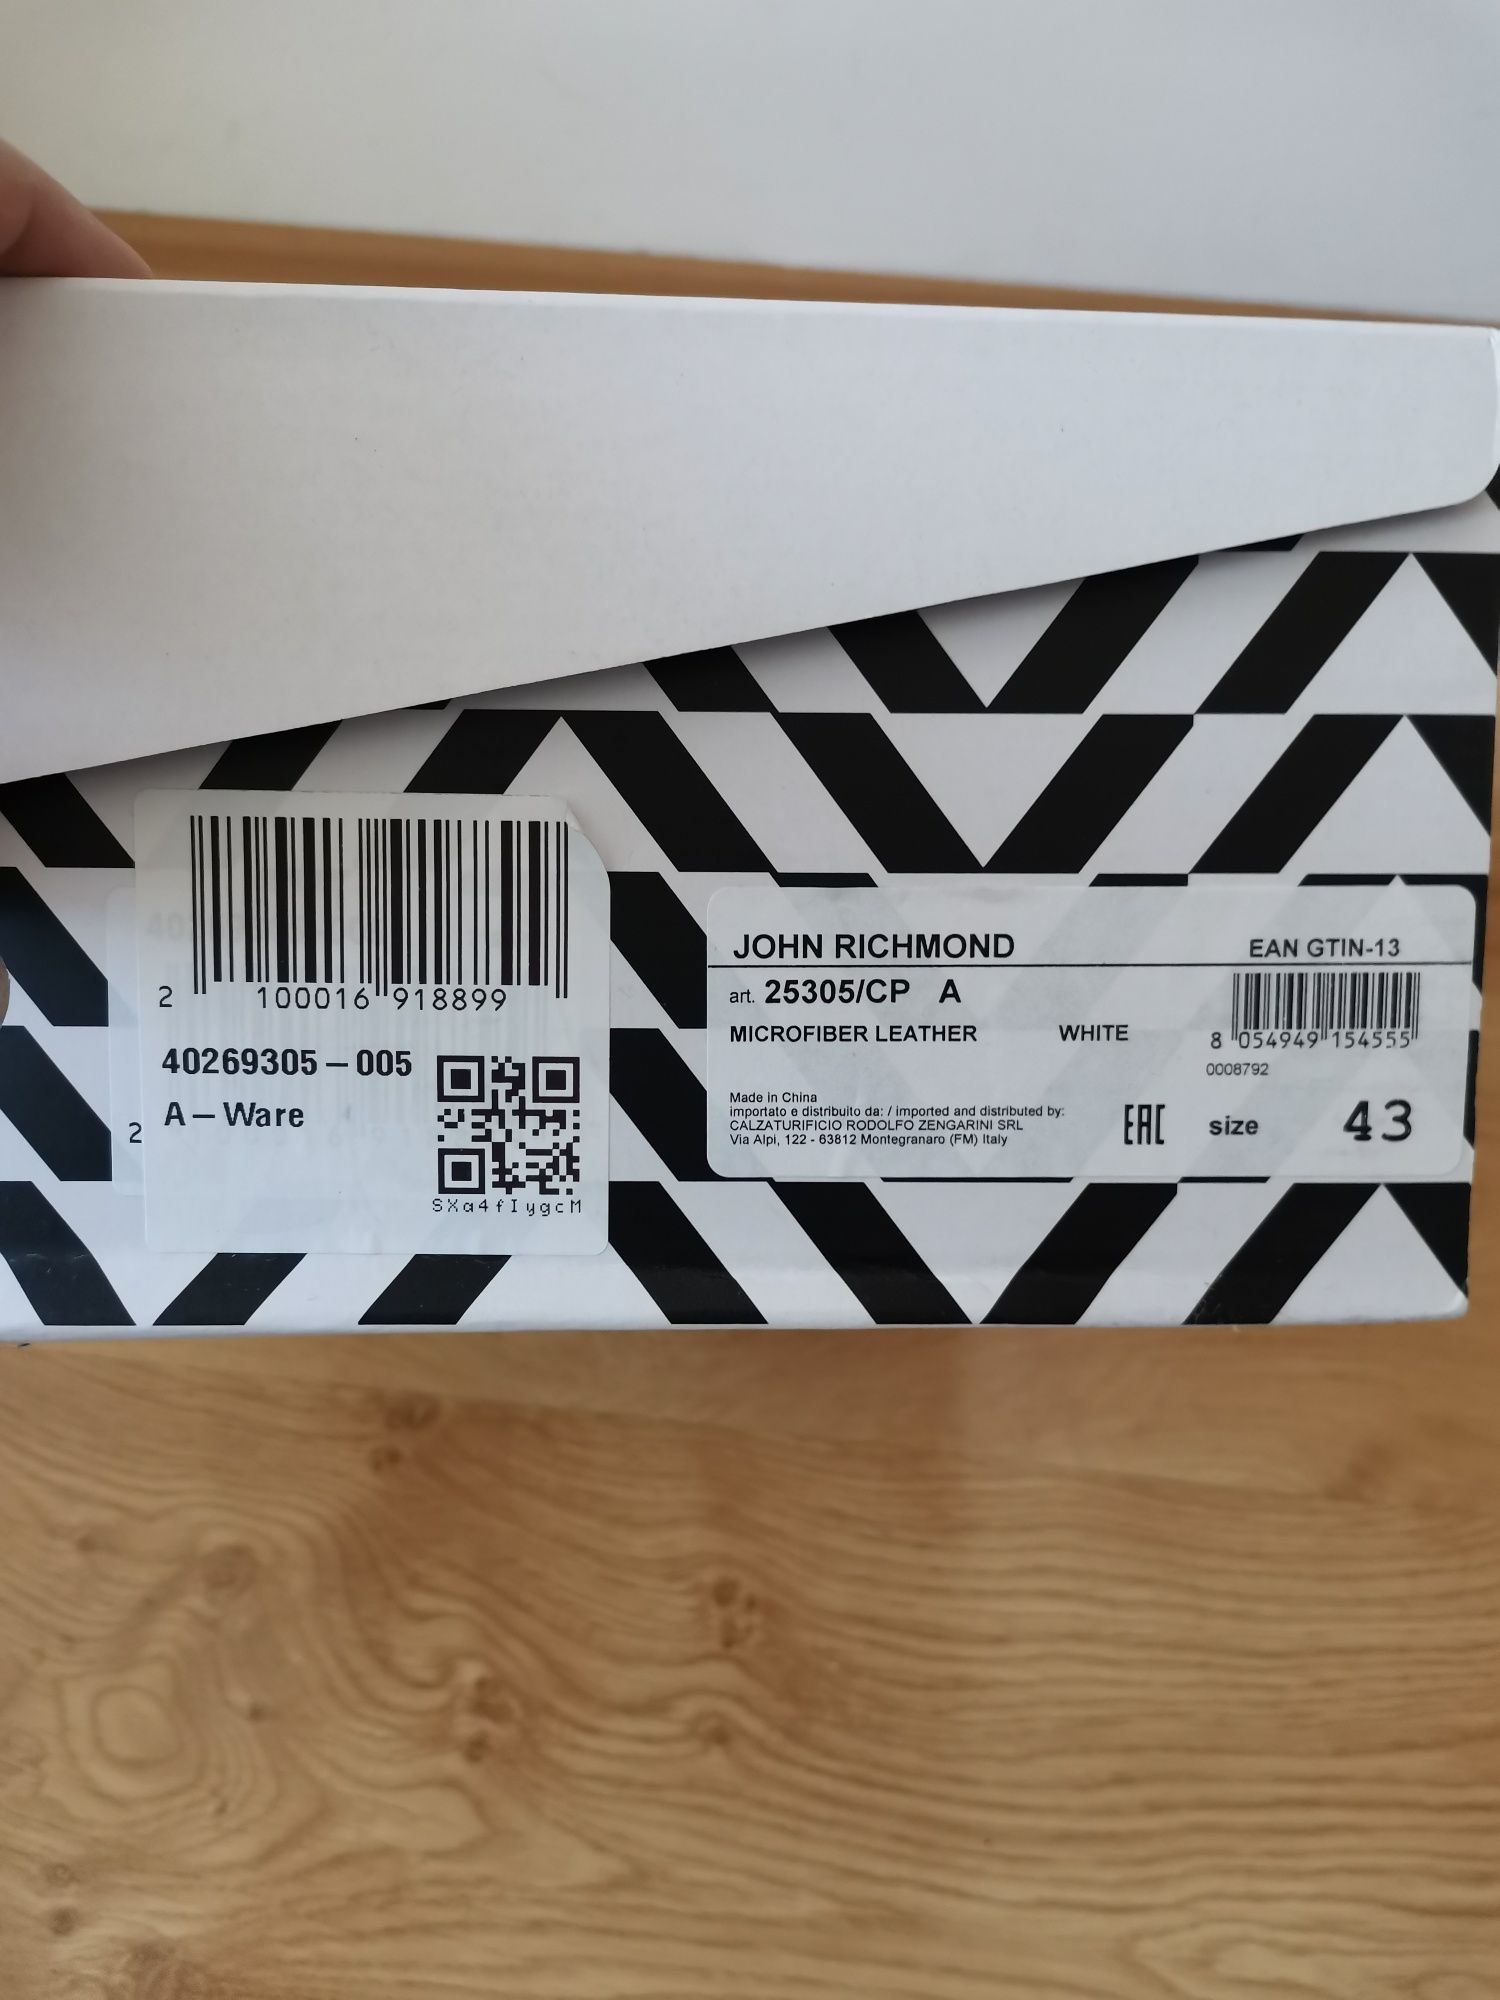 2 100016 918899
40269305-005
A-Ware
SXa4fIygcM
2
JOHN RICHMOND EAN GTIN-13
art. 25305/CP A
MICROFIBER LEATHER WHITE
8 054949 154555
0008792
Made in China
importato e distribuito da: / imported and distributed by:
CALZATURIFICIO RODOLFO ZENGARINI SRL
Via Alpi, 122 - 63812 Montegranaro (FM) Italy
EAC
size 43